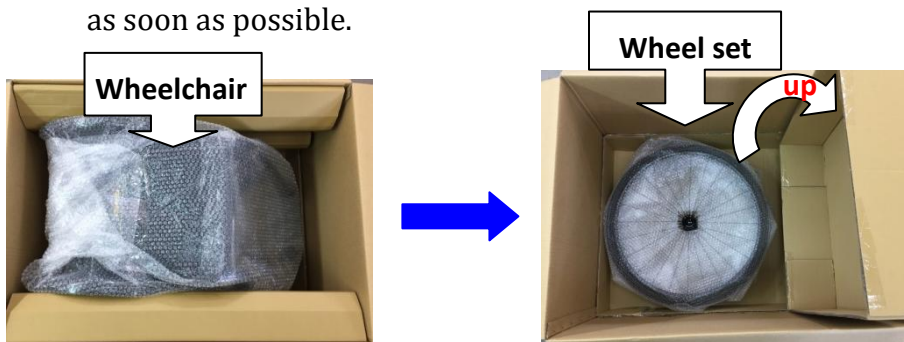 as soon as possible.
Wheelchair
Wheel set
up